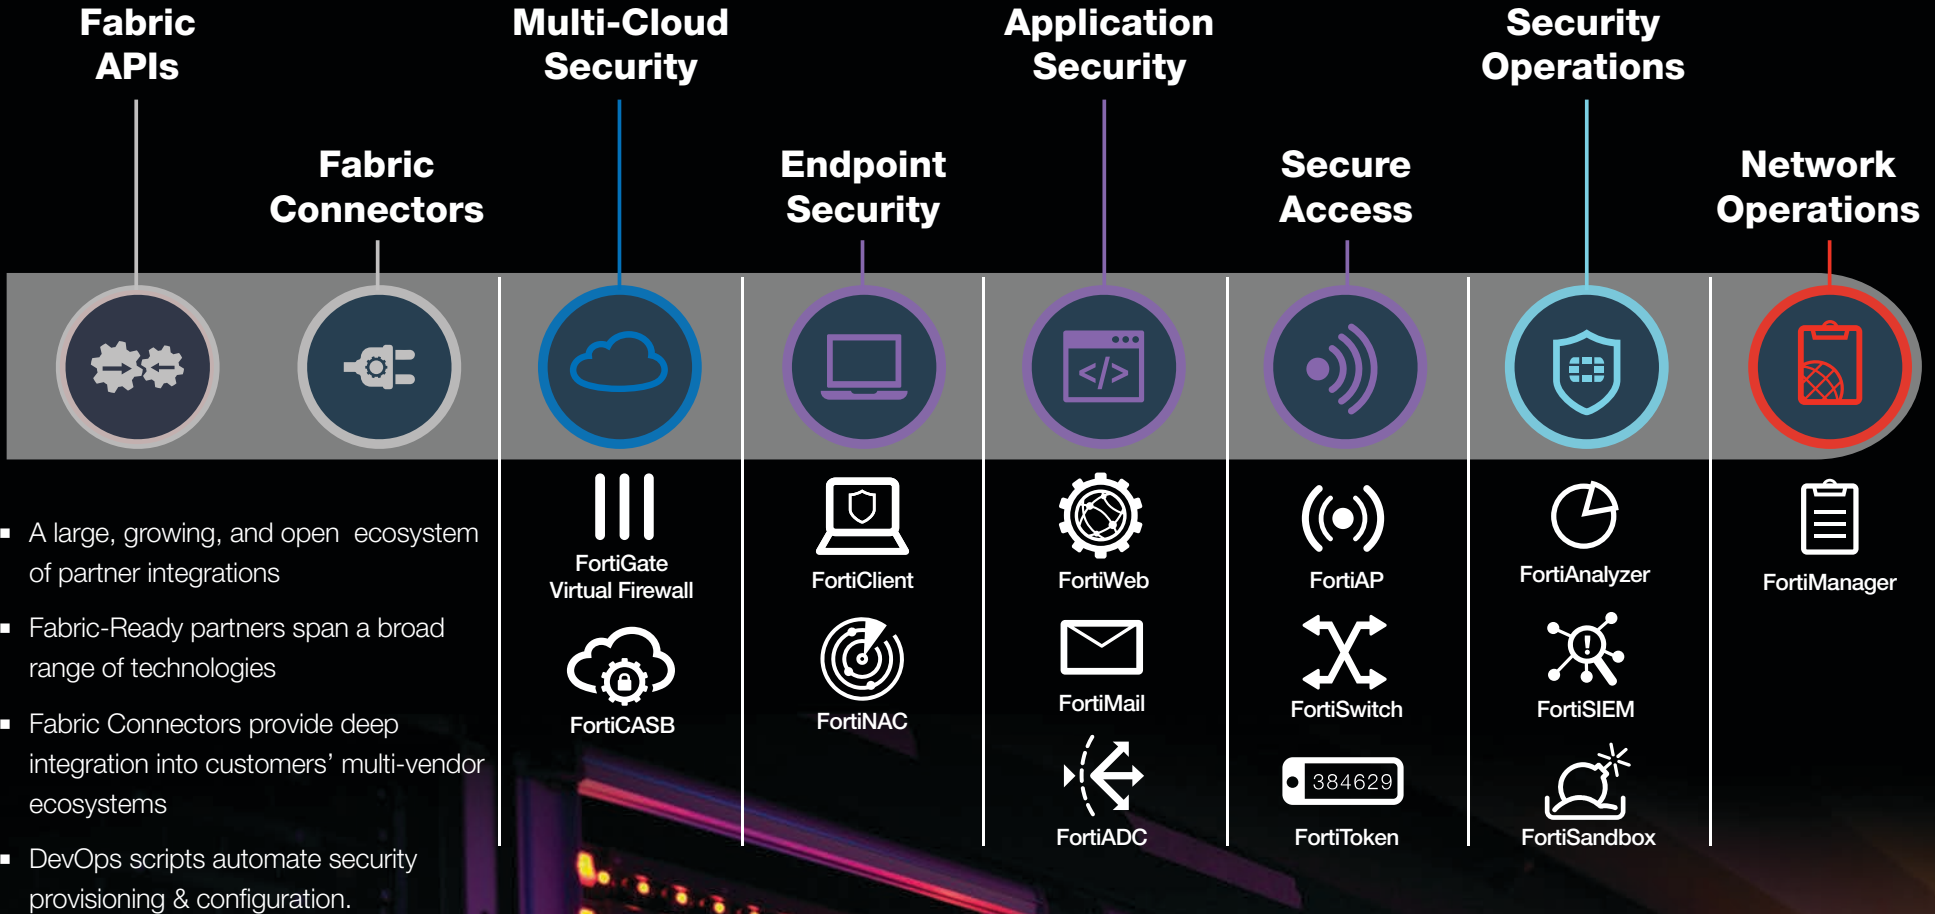 Fabric
APIs
Fabric
Connectors
Multi-Cloud
Security
Endpoint
Security
Application
Security
Secure
Access
Security
Operations
Network
Operations
</>
▪ A large, growing, and open ecosystem
of partner integrations
▪ Fabric-Ready partners span a broad
range of technologies
▪ Fabric Connectors provide deep
integration into customers’ multi-vendor
ecosystems
▪ DevOps scripts automate security
provisioning & configuration.
FortiGate
Virtual Firewall
FortiCASB
FortiClient
FortiNAC
FortiWeb
FortiMail
FortiADC
FortiAP
FortiSwitch
384629
FortiToken
FortiAnalyzer
!
FortiSIEM
FortiSandbox
FortiManager